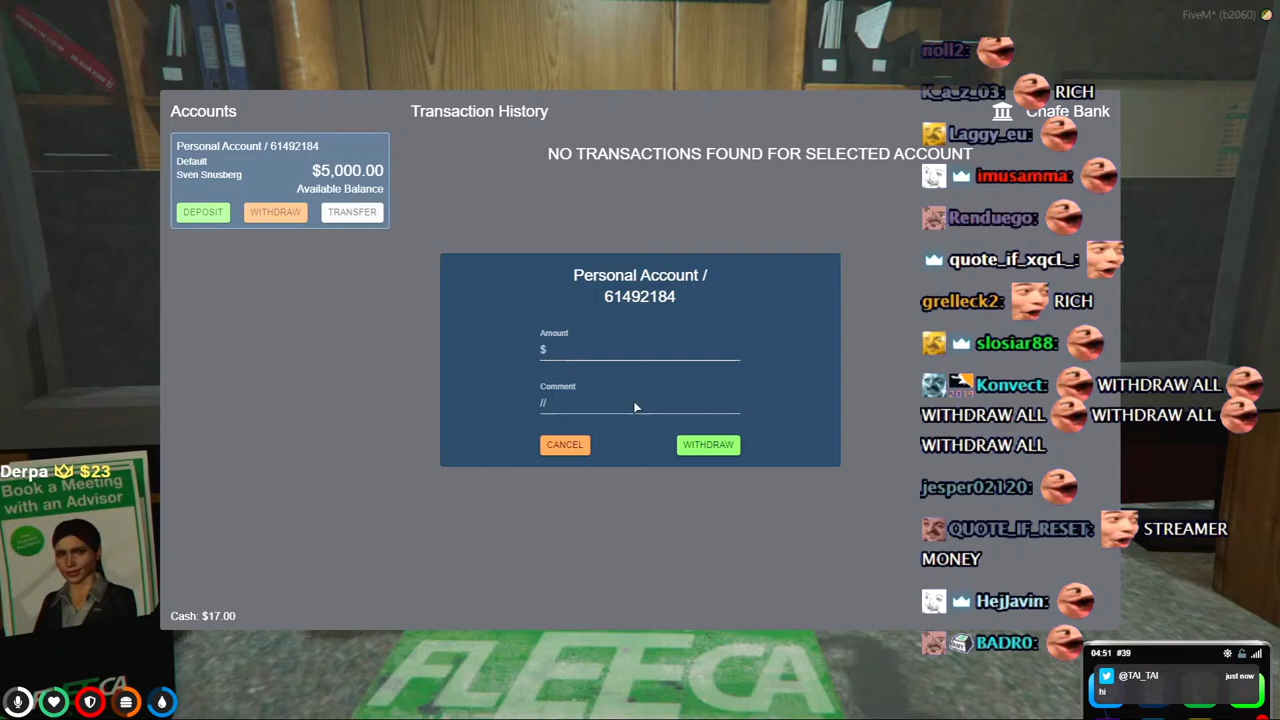 FiveM* (b2060)
Accounts
Transaction History
Chafe Bank
Personal Account / 61492184
Default
Sven Snusberg
$5,000.00
Available Balance
DEPOSIT
WITHDRAW
TRANSFER
NO TRANSACTIONS FOUND FOR SELECTED ACCOUNT
Personal Account /
61492184
Amount
$
Comment
//
CANCEL
WITHDRAW
Cash: $17.00
Derpa $23
Book a Meeting
with an Advisor
FLEECA
noll2:
K_a_z_03: RICH
Laggy_eu:
imusamma:
Renduego:
quote_if_xqcL_:
grelleck2: RICH
slosiar88:
Konvect: WITHDRAW ALL
WITHDRAW ALL WITHDRAW ALL
WITHDRAW ALL
2019
jesper02120:
QUOTE_IF_RESET: STREAMER
MONEY
HejJavin:
BADR0:
04:51 #39
@TAI_TAI just now
hi